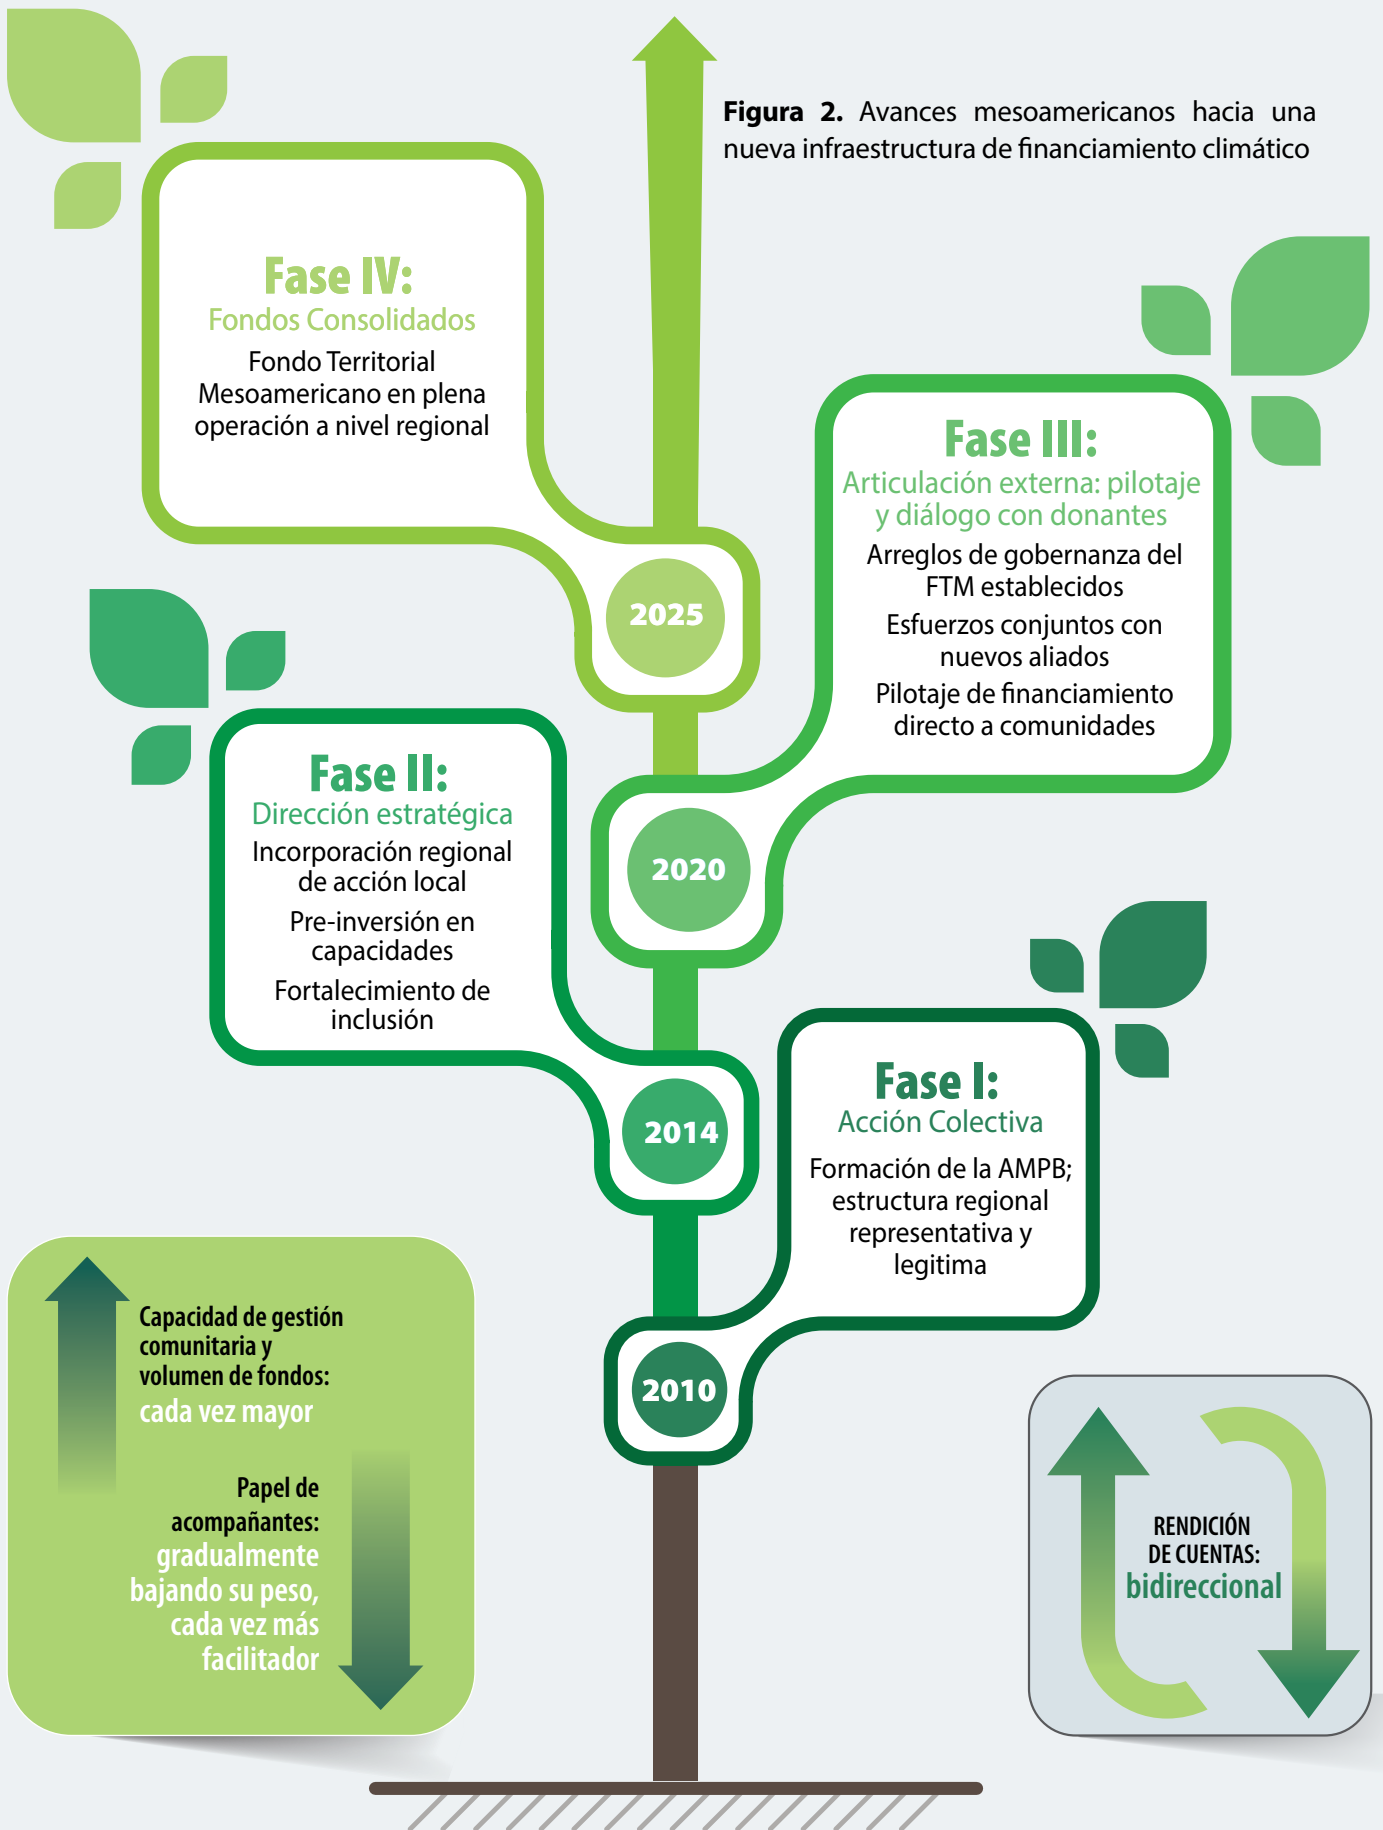 Figura 2. Avances mesoamericanos hacia una
nueva infraestructura de financiamiento climático
Fase IV:
Fondos Consolidados
Fondo Territorial
Mesoamericano en plena
operación a nivel regional
2025
Fase III:
Articulación externa: pilotaje
y diálogo con donantes
Arreglos de gobernanza del
FTM establecidos
Esfuerzos conjuntos con
nuevos aliados
Pilotaje de financiamiento
directo a comunidades
2020
Fase II:
Dirección estratégica
Incorporación regional
de acción local
Pre-inversión en
capacidades
Fortalecimiento de
inclusión
2014
Fase I:
Acción Colectiva
Formación de la AMPB;
estructura regional
representativa y
legitima
2010
Capacidad de gestión
comunitaria y
volumen de fondos:
cada vez mayor
Papel de
acompañantes:
gradualmente
bajando su peso,
cada vez más
facilitador
RENDICIÓN
DE CUENTAS:
bidireccional